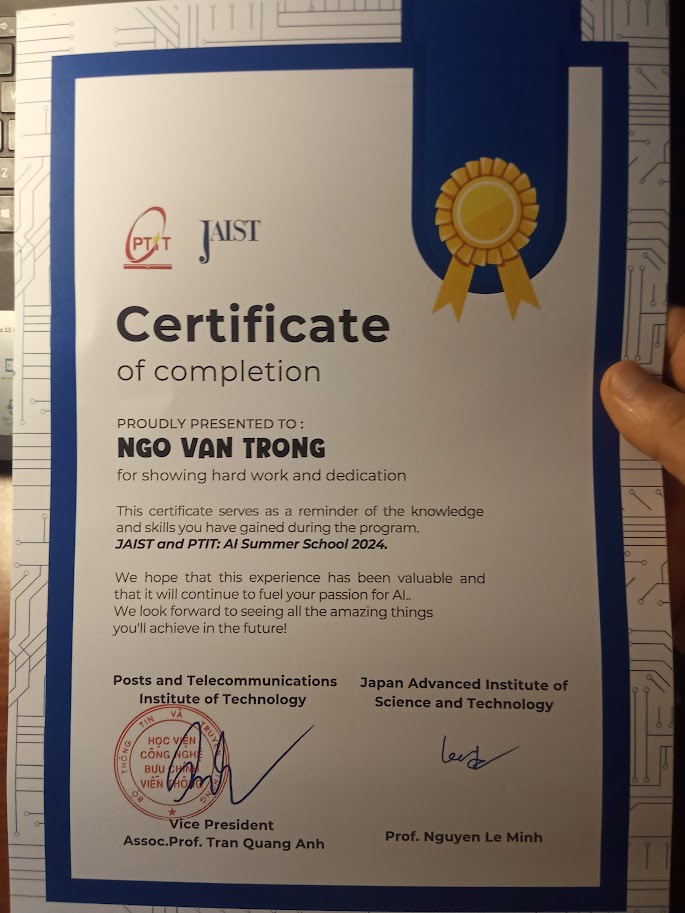 PTIT
JAIST
Certificate
of completion
PROUDLY PRESENTED TO :
NGO VAN TRONG
for showing hard work and dedication
This certificate serves as a reminder of the knowledge
and skills you have gained during the program.
JAIST and PTIT: AI Summer School 2024.
We hope that this experience has been valuable and
that it will continue to fuel your passion for AI..
We look forward to seeing all the amazing things
you'll achieve in the future!
Posts and Telecommunications
Institute of Technology
BỘ THÔNG TIN VÀ TRUYỀN THÔNG
HỌC VIỆN
CÔNG NGHỆ
BƯU CHÍNH
VIỄN THÔNG
Vice President
Assoc.Prof. Tran Quang Anh
Japan Advanced Institute of
Science and Technology
Prof. Nguyen Le Minh